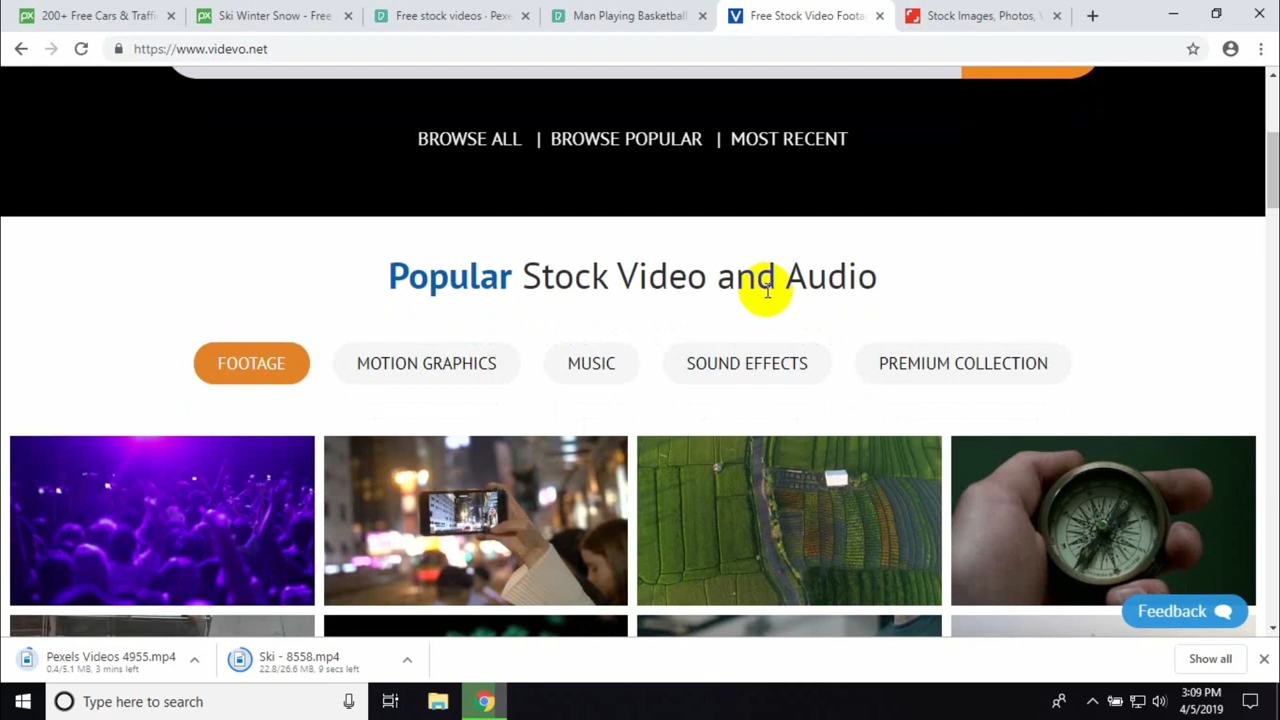 200+ Free Cars & Traffi
Ski Winter Snow - Free
Free stock videos · Pexe
Man Playing Basketball
Free Stock Video Foota
Stock Images, Photos, V
https://www.videvo.net
BROWSE ALL | BROWSE POPULAR | MOST RECENT
Popular Stock Video and Audio
FOOTAGE
MOTION GRAPHICS
MUSIC
SOUND EFFECTS
PREMIUM COLLECTION
Feedback
Pexels Videos 4955.mp4
0.4/5.1 MB, 3 mins left
Ski - 8558.mp4
22.8/26.6 MB, 9 secs left
Show all
Type here to search
3:09 PM
4/5/2019